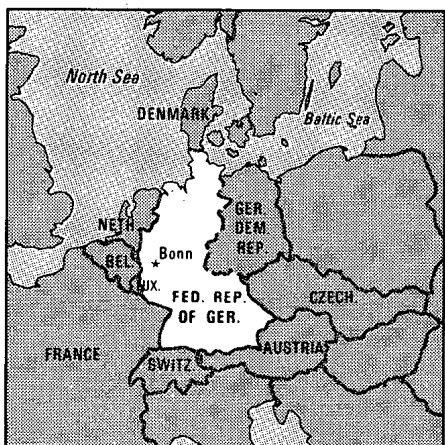 North Sea
DENMARK
Baltic Sea
NETH.
GER.
DEM.
REP.
BEL.
Bonn
LUX.
FED. REP.
OF GER.
CZECH.
FRANCE
SWITZ.
AUSTRIA